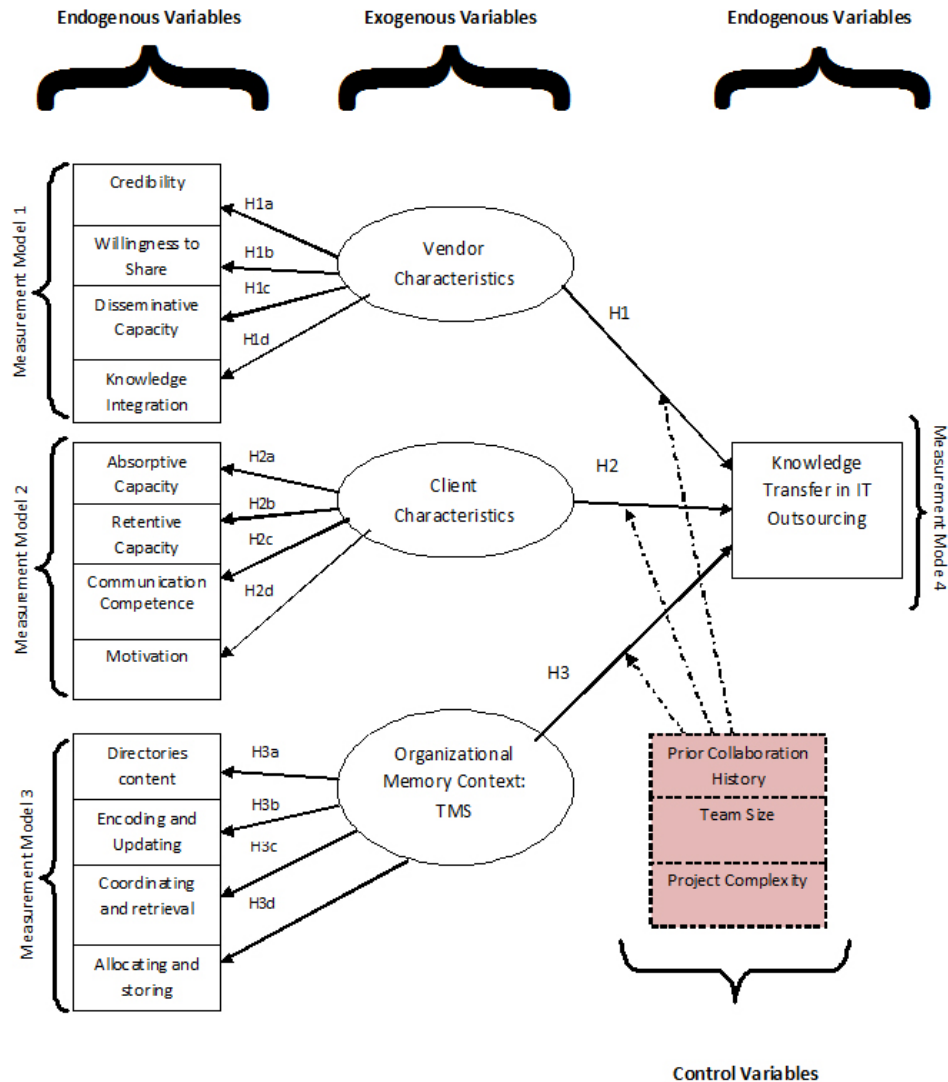 Endogenous Variables
Exogenous Variables
Endogenous Variables
Measurement Model 1
Credibility
Willingness to
Share
Disseminative
Capacity
Knowledge
Integration
H1a
H1b
H1c
H1d
Vendor
Characteristics
H1
Measurement Model 2
Absorptive
Capacity
Retentive
Capacity
Communication
Competence
Motivation
H2a
H2b
H2c
H2d
Client
Characteristics
H2
Knowledge
Transfer in IT
Outsourcing
Measurement Mode 4
Measurement Model 3
Directories
content
Encoding and
Updating
Coordinating
and retrieval
Allocating and
storing
H3a
H3b
H3c
H3d
Organizational
Memory Context:
TMS
H3
Prior Collaboration
History
Team Size
Project Complexity
Control Variables